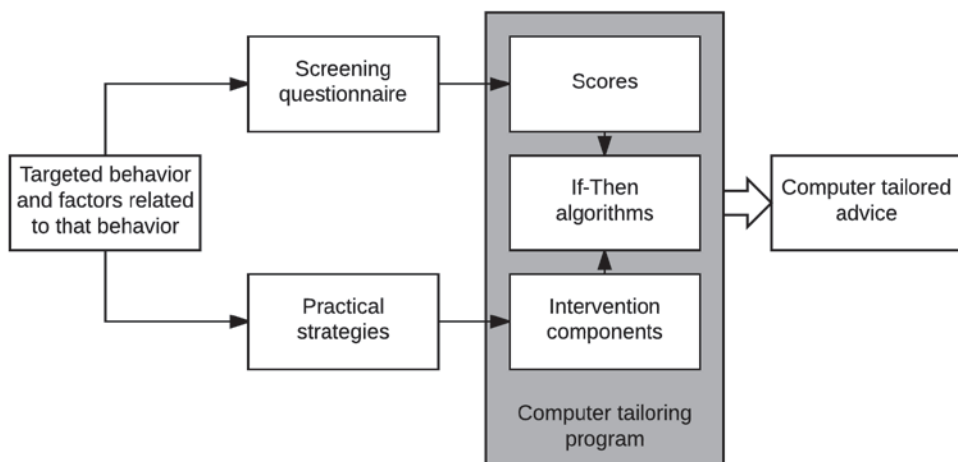 Screening
questionnaire
Scores
Targeted behavior
and factors related
to that behavior
If-Then
algorithms
Computer tailored
advice
Practical
strategies
Intervention
components
Computer tailoring
program